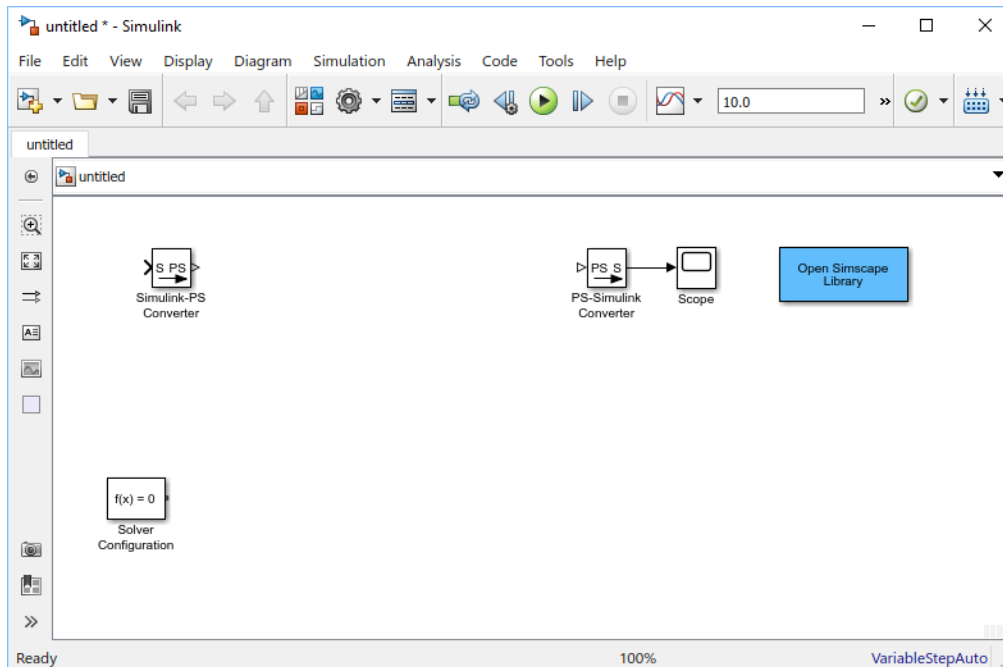 untitled * - Simulink
File Edit View Display Diagram Simulation Analysis Code Tools Help
10.0
»
untitled
untitled
S PS
Simulink-PS
Converter
PS S
PS-Simulink
Converter
Scope
Open Simscape
Library
f(x) = 0
Solver
Configuration
Ready 100% VariableStepAuto